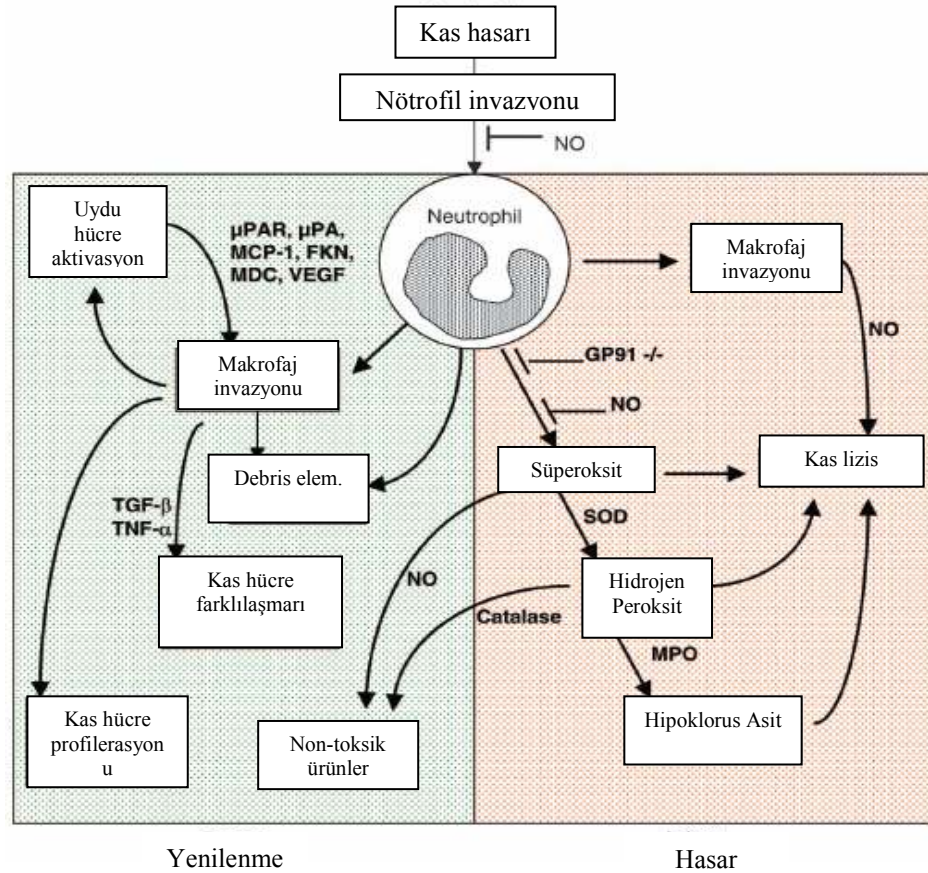 Kas hasarı
Nötrofil invazvonu
NO
Uydu
hücre
aktivasyon
µPAR, µPA,
MCP-1, FKN,
MDC, VEGF
Neutrophil
Makrofaj
invazyonu
NO
GP91 -/-
NO
Makrofaj
invazyonu
Debris elem.
Süperoksit
Kas lizis
TGF-β
TNF-α
SOD
Kas hücre
farklılaşmarı
NO
Hidrojen
Peroksit
Catalase
MPO
Kas hücre
profilerasyon
u
Non-toksik
ürünler
Hipoklorus Asit
Yenilenme
Hasar